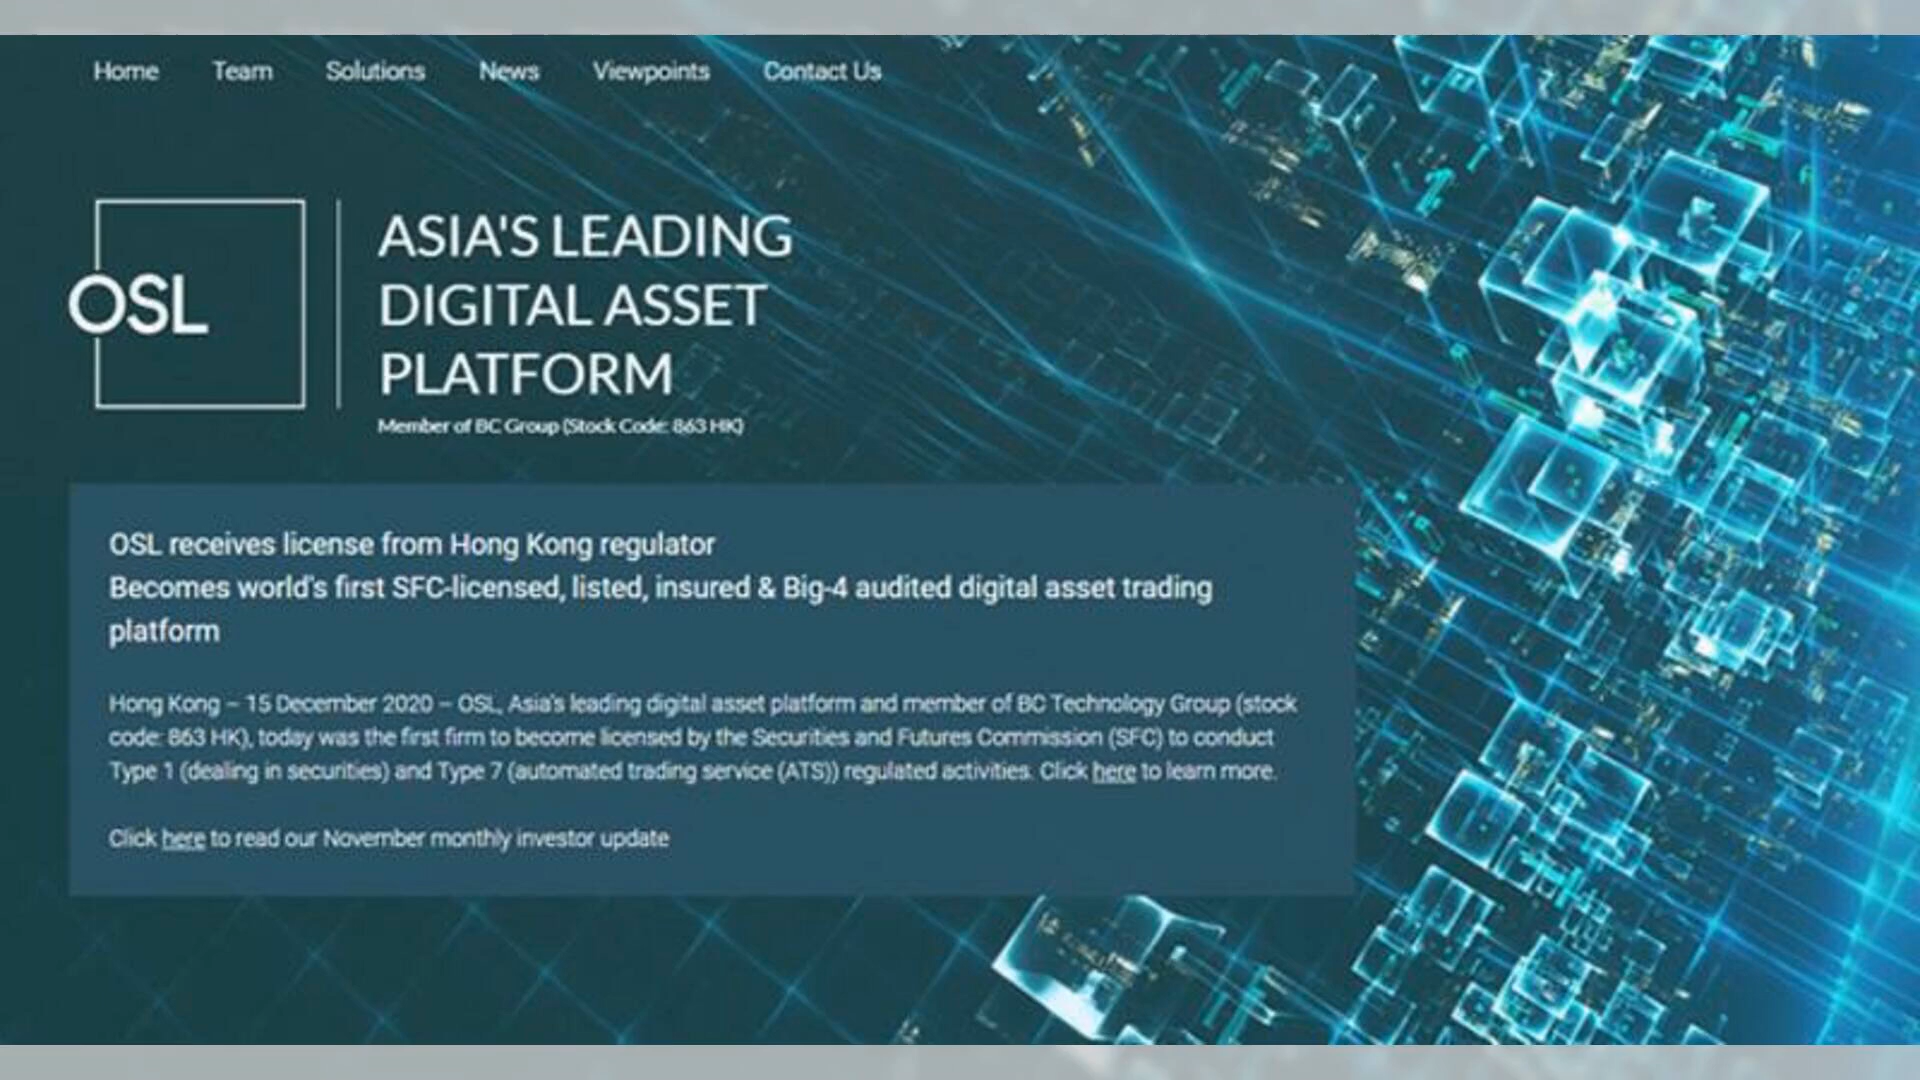 Home Team Solutions News Viewpoints Contact Us
OSL
ASIA'S LEADING
DIGITAL ASSET
PLATFORM
Member of BC Group (Stock Code: 863 HK)
OSL receives license from Hong Kong regulator
Becomes world's first SFC-licensed, listed, insured & Big-4 audited digital asset trading
platform
Hong Kong – 15 December 2020 – OSL, Asia's leading digital asset platform and member of BC Technology Group (stock
code: 863 HK), today was the first firm to become licensed by the Securities and Futures Commission (SFC) to conduct
Type 1 (dealing in securities) and Type 7 (automated trading service (ATS)) regulated activities. Click here to learn more.
Click here to read our November monthly investor update